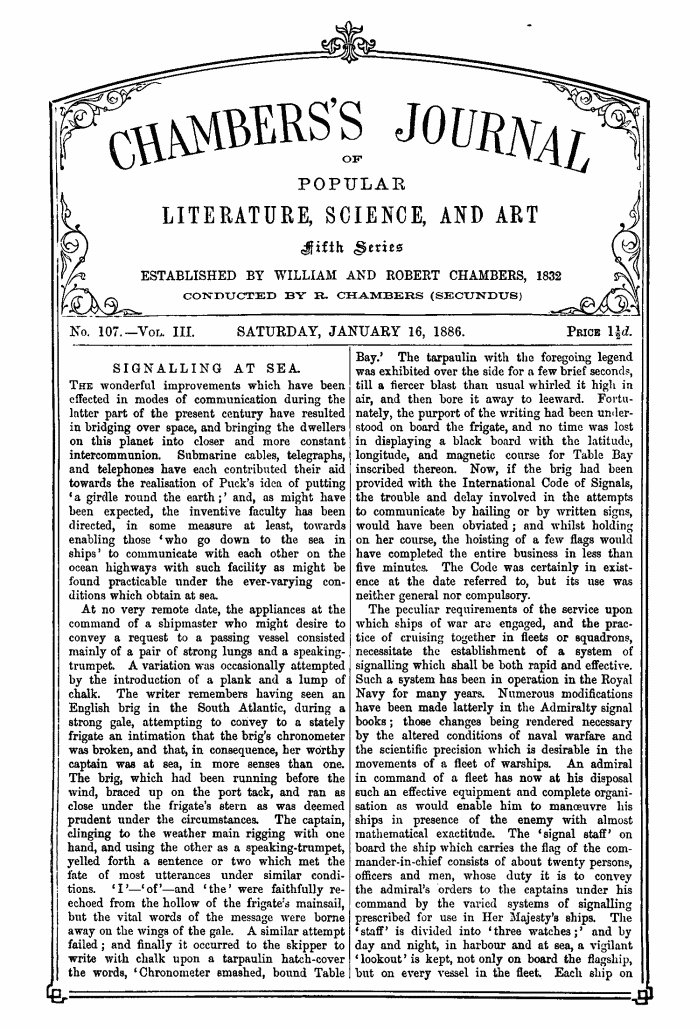 CHAMBERS'S JOURNAL
OF
POPULAR
LITERATURE, SCIENCE, AND ART
Fifth Series
ESTABLISHED BY WILLIAM AND ROBERT CHAMBERS, 1832
CONDUCTED BY R. CHAMBERS (SECUNDUS)
No. 107.—Vol. III. SATURDAY, JANUARY 16, 1886. Price 1½d.
SIGNALLING AT SEA.
The wonderful improvements which have been
effected in modes of communication during the
latter part of the present century have resulted
in bridging over space, and bringing the dwellers
on this planet into closer and more constant
intercommunion. Submarine cables, telegraphs,
and telephones have each contributed their aid
towards the realisation of Puck's idea of putting
‘a girdle round the earth;’ and, as might have
been expected, the inventive faculty has been
directed, in some measure at least, towards
enabling those ‘who go down to the sea in
ships’ to communicate with each other on the
ocean highways with such facility as might be
found practicable under the ever-varying con-
ditions which obtain at sea.
At no very remote date, the appliances at the
command of a shipmaster who might desire to
convey a request to a passing vessel consisted
mainly of a pair of strong lungs and a speaking-
trumpet. A variation was occasionally attempted
by the introduction of a plank and a lump of
chalk. The writer remembers having seen an
English brig in the South Atlantic, during a
strong gale, attempting to convey to a stately
frigate an intimation that the brig's chronometer
was broken, and that, in consequence, her worthy
captain was at sea, in more senses than one.
The brig, which had been running before the
wind, braced up on the port tack, and ran as
close under the frigate's stern as was deemed
prudent under the circumstances. The captain,
clinging to the weather main rigging with one
hand, and using the other as a speaking-trumpet,
yelled forth a sentence or two which met the
fate of most utterances under similar condi-
tions. ‘I’—‘of’—and ‘the’ were faithfully re-
echoed from the hollow of the frigate's mainsail,
but the vital words of the message were borne
away on the wings of the gale. A similar attempt
failed; and finally it occurred to the skipper to
write with chalk upon a tarpaulin hatch-cover
the words, ‘Chronometer smashed, bound Table
Bay.’ The tarpaulin with the foregoing legend
was exhibited over the side for a few brief seconds,
till a fiercer blast than usual whirled it high in
air, and then bore it away to leeward. Fortu-
nately, the purport of the writing had been under-
stood on board the frigate, and no time was lost
in displaying a black board with the latitude,
longitude, and magnetic course for Table Bay
inscribed thereon. Now, if the brig had been
provided with the International Code of Signals,
the trouble and delay involved in the attempts
to communicate by hailing or by written signs,
would have been obviated; and whilst holding
on her course, the hoisting of a few flags would
have completed the entire business in less than
five minutes. The Code was certainly in exist-
ence at the date referred to, but its use was
neither general nor compulsory.
The peculiar requirements of the service upon
which ships of war are engaged, and the prac-
tice of cruising together in fleets or squadrons,
necessitate the establishment of a system of
signalling which shall be both rapid and effective.
Such a system has been in operation in the Royal
Navy for many years. Numerous modifications
have been made latterly in the Admiralty signal
books; those changes being rendered necessary
by the altered conditions of naval warfare and
the scientific precision which is desirable in the
movements of a fleet of warships. An admiral
in command of a fleet has now at his disposal
such an effective equipment and complete organi-
sation as would enable him to manœuvre his
ships in presence of the enemy with almost
mathematical exactitude. The ‘signal staff’ on
board the ship which carries the flag of the com-
mander-in-chief consists of about twenty persons,
officers and men, whose duty it is to convey
the admiral's orders to the captains under his
command by the varied systems of signalling
prescribed for use in Her Majesty's ships. The
‘staff’ is divided into ‘three watches;’ and by
day and night, in harbour and at sea, a vigilant
‘lookout’ is kept, not only on board the flagship,
but on every vessel in the fleet. Each ship on